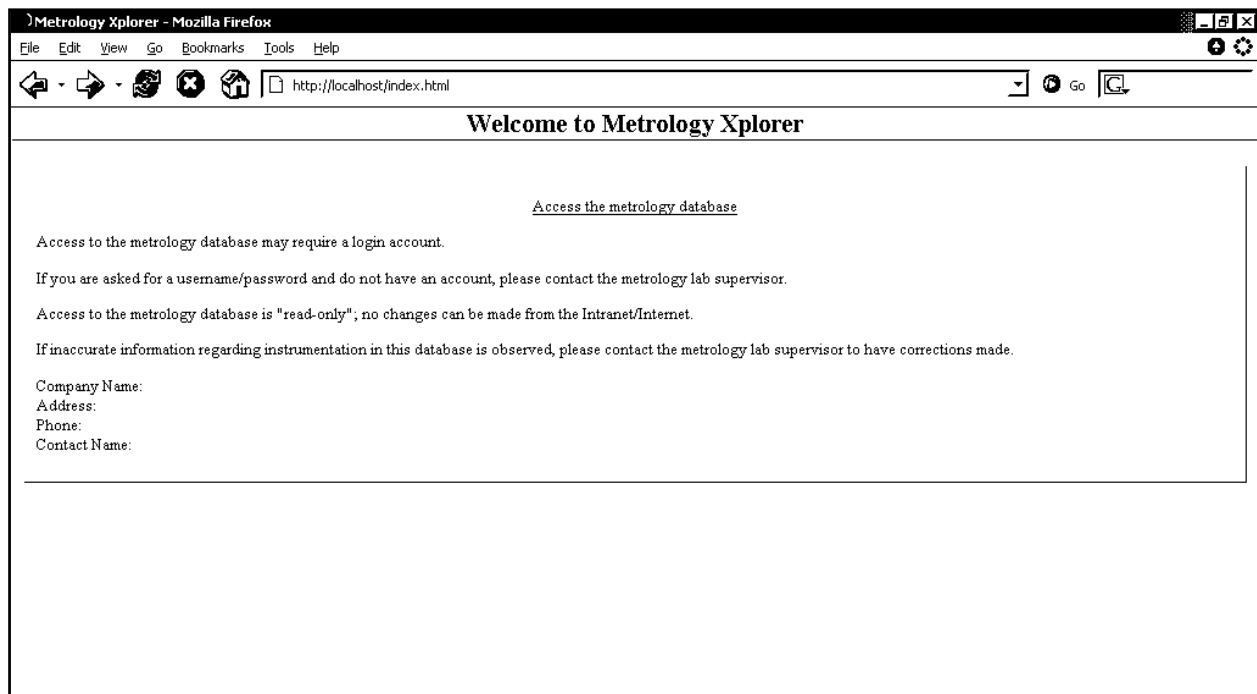 Metrology Xplorer - Mozilla Firefox
File Edit View Go Bookmarks Tools Help
http://localhost/index.html Go G
Welcome to Metrology Xplorer
Access the metrology database
Access to the metrology database may require a login account.
If you are asked for a username/password and do not have an account, please contact the metrology lab supervisor.
Access to the metrology database is "read-only"; no changes can be made from the Intranet/Internet.
If inaccurate information regarding instrumentation in this database is observed, please contact the metrology lab supervisor to have corrections made.
Company Name:
Address:
Phone:
Contact Name: